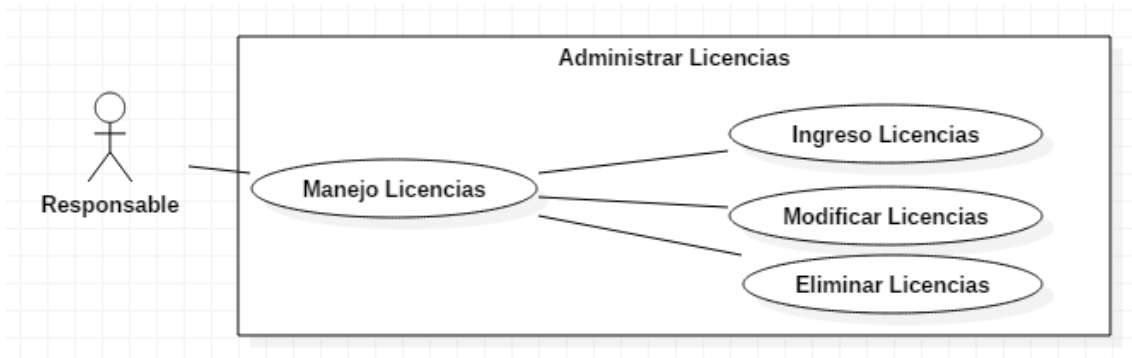 Administrar Licencias
Ingreso Licencias
Manejo Licencias
Responsable
Modificar Licencias
Eliminar Licencias